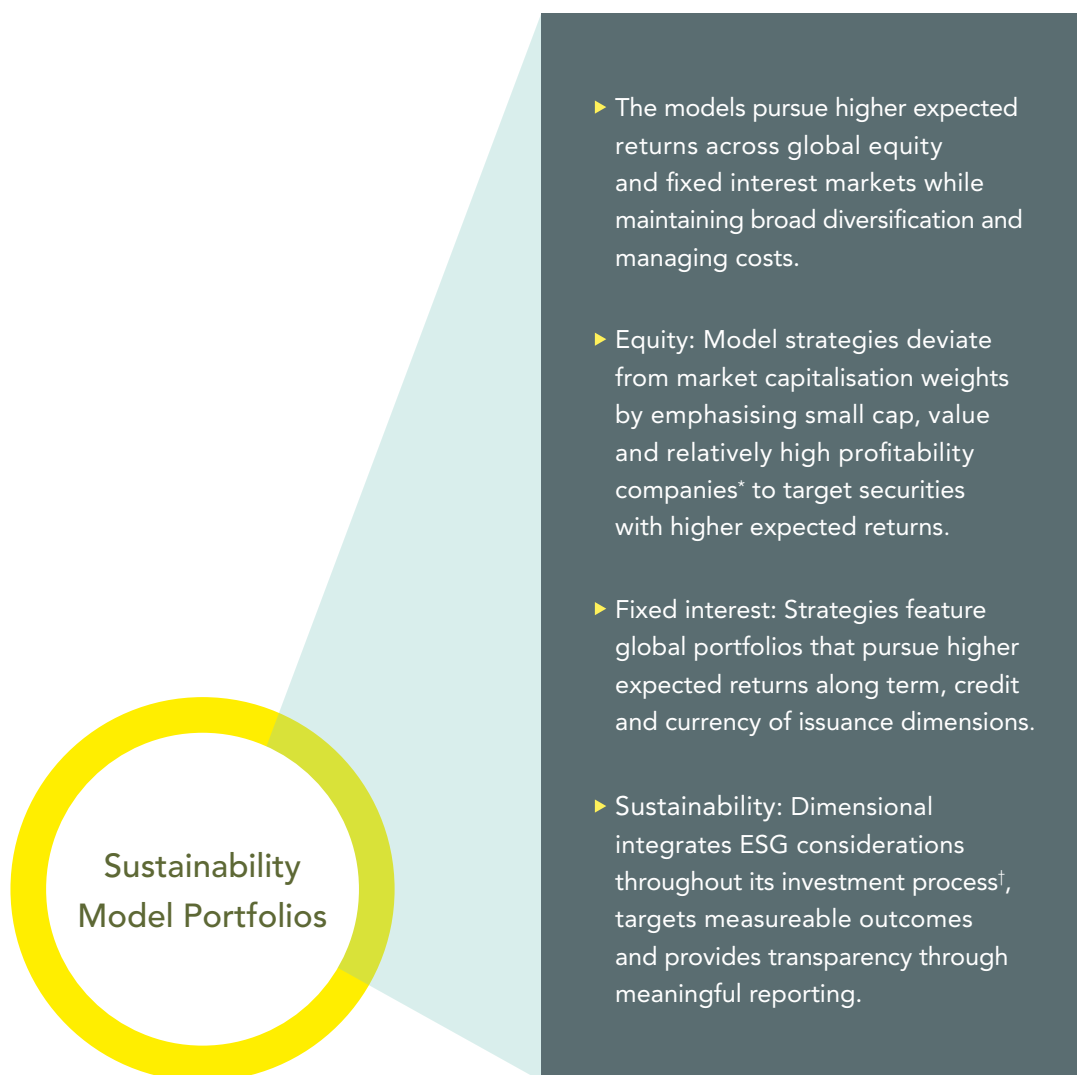 Sustainability
Model Portfolios
The models pursue higher expected
returns across global equity
and fixed interest markets while
maintaining broad diversification and
managing costs.
Equity: Model strategies deviate
from market capitalisation weights
by emphasising small cap, value
and relatively high profitability
companies* to target securities
with higher expected returns.
Fixed interest: Strategies feature
global portfolios that pursue higher
expected returns along term, credit
and currency of issuance dimensions.
Sustainability: Dimensional
integrates ESG considerations
throughout its investment process†,
targets measureable outcomes
and provides transparency through
meaningful reporting.